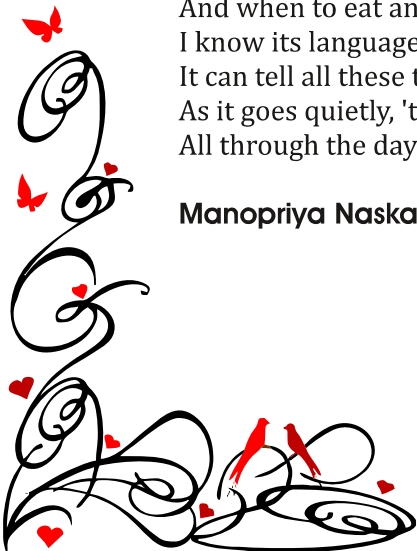 And when to eat an
I know its language
It can tell all these t
As it goes quietly, 't
All through the day
Manopriya Naska